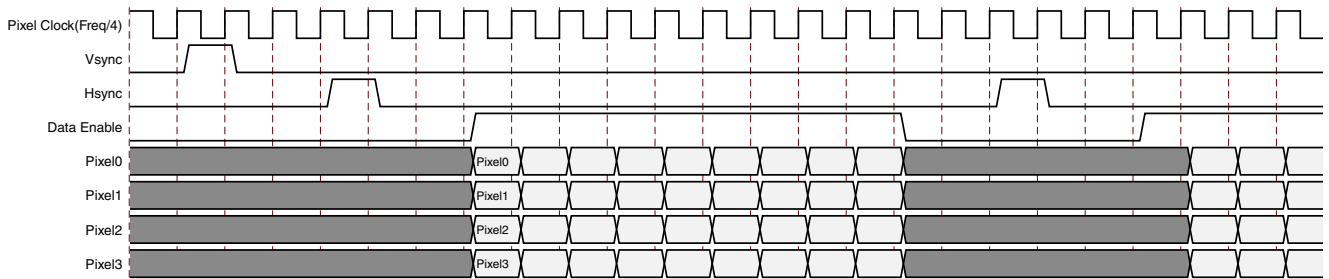 Pixel Clock(Freq/4)
Vsync
Hsync
Data Enable
Pixel0 Pixel0
Pixel1 Pixel1
Pixel2 Pixel2
Pixel3 Pixel3